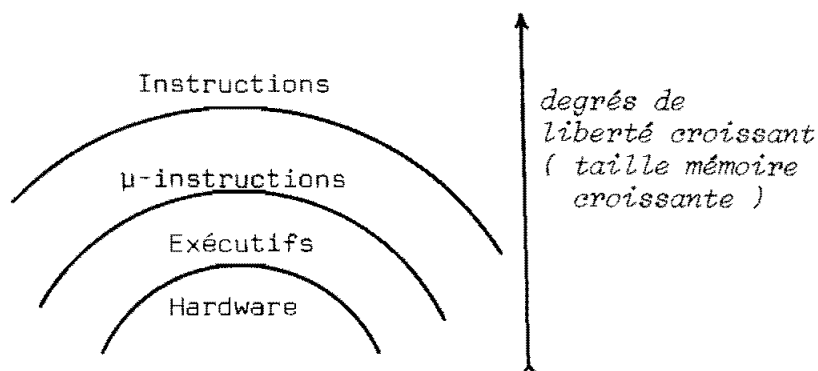 Instructions
µ-instructions
Exécutifs
Hardware
degrés de
liberté croissant
( taille mémoire
croissante )